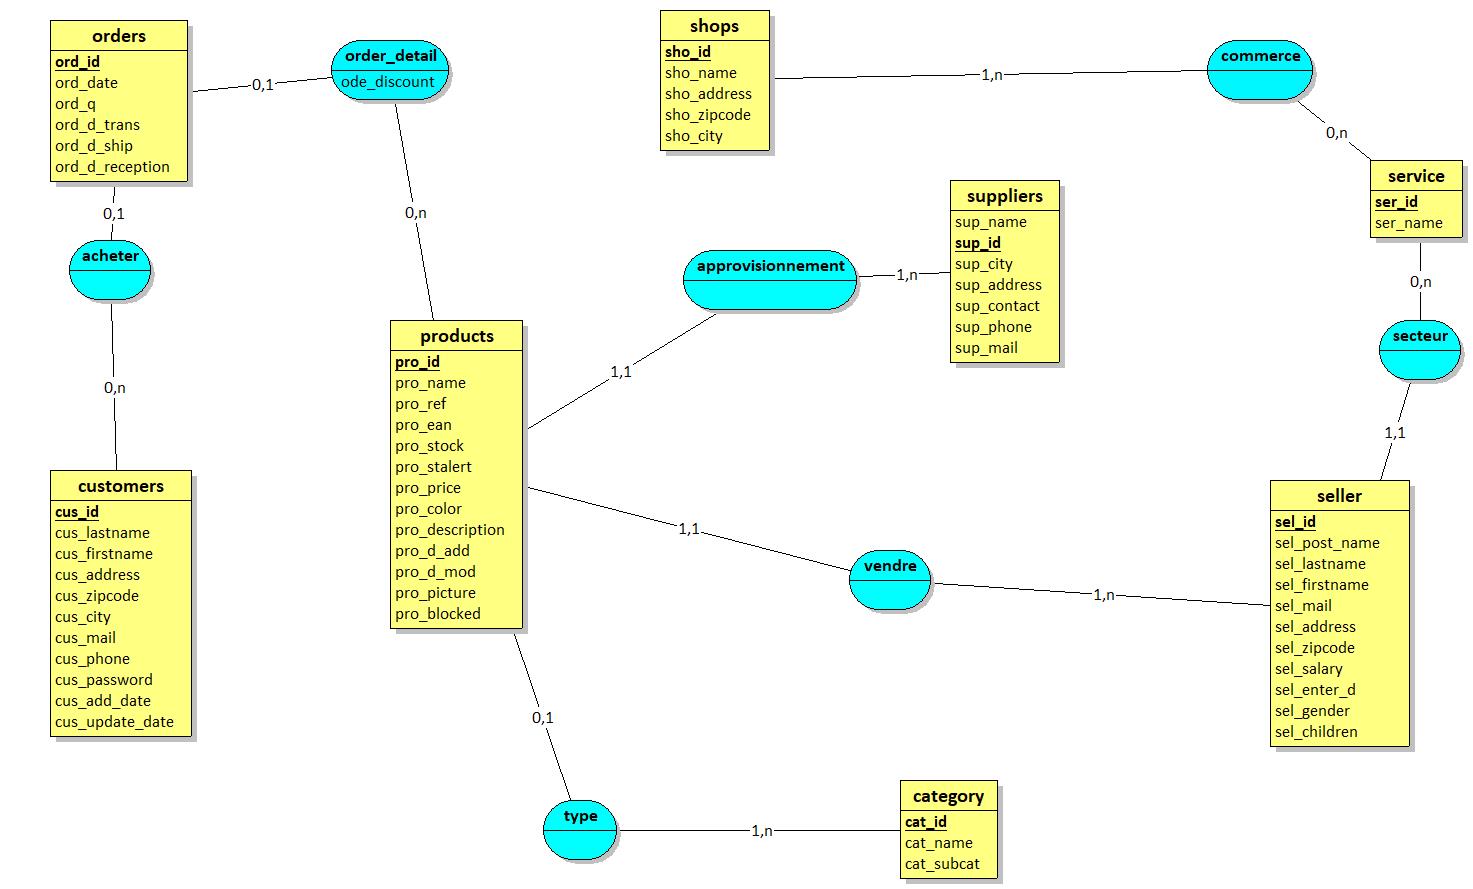 orders
ord_id
ord_date
ord_q
ord_d_trans
ord_d_ship
ord_d_reception
0,1
order_detail
ode_discount
shops
sho_id
sho_name
sho_address
sho_zipcode
sho_city
1,n
commerce
0,n
service
ser_id
ser_name
0,1
acheter
0,n
0,n
suppliers
sup_name
sup_id
sup_city
sup_address
sup_contact
sup_phone
sup_mail
approvisionnement
1,n
1,1
0,n
secteur
1,1
products
pro_id
pro_name
pro_ref
pro_ean
pro_stock
pro_stalert
pro_price
pro_color
pro_description
pro_d_add
pro_d_mod
pro_picture
pro_blocked
customers
cus_id
cus_lastname
cus_firstname
cus_address
cus_zipcode
cus_city
cus_mail
cus_phone
cus_password
cus_add_date
cus_update_date
1,1
vendre
1,n
seller
sel_id
sel_post_name
sel_lastname
sel_firstname
sel_mail
sel_address
sel_zipcode
sel_salary
sel_enter_d
sel_gender
sel_children
0,1
type
1,n
category
cat_id
cat_name
cat_subcat